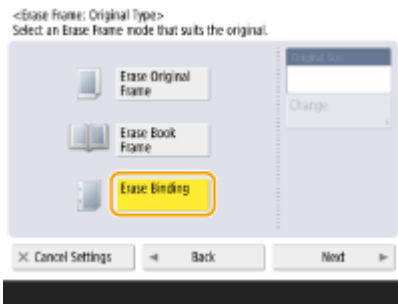 <Erase Frame: Original Type>
Select an Erase Frame mode that suits the original.
Original Size
Erase Original
Frame
Change
Erase Book
Frame
Erase Binding
× Cancel Settings
◄ Back
Next ►